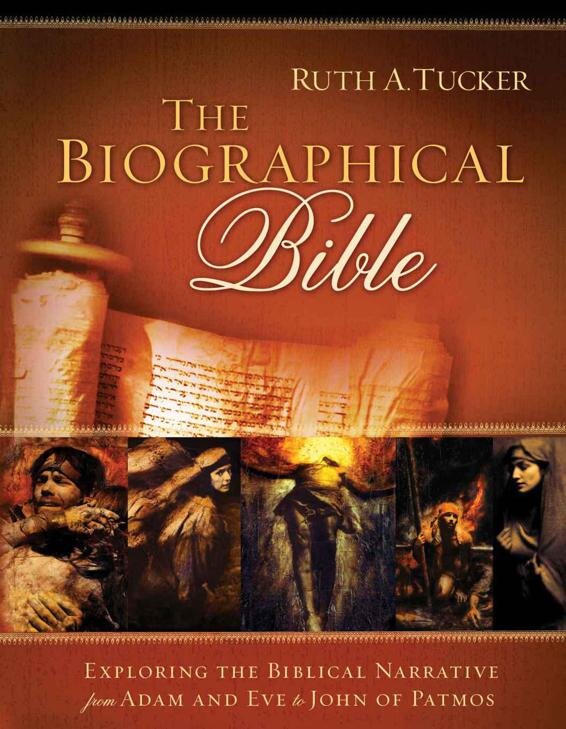 RUTH A. TUCKER
THE
BIOGRAPHICAL
Bible
EXPLORING THE BIBLICAL NARRATIVE
from ADAM AND EVE to JOHN OF PATMOS